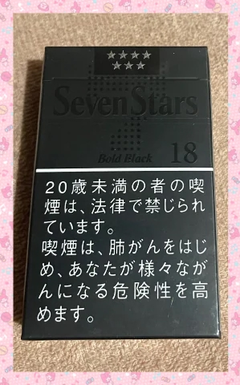 Seven Stars
Bold Black 18
20歳未満の者の喫
煙は、法律で禁じられ
ています。
喫煙は、肺がんをはじ
め、あなたが様々なが
んになる危険性を高
めます。